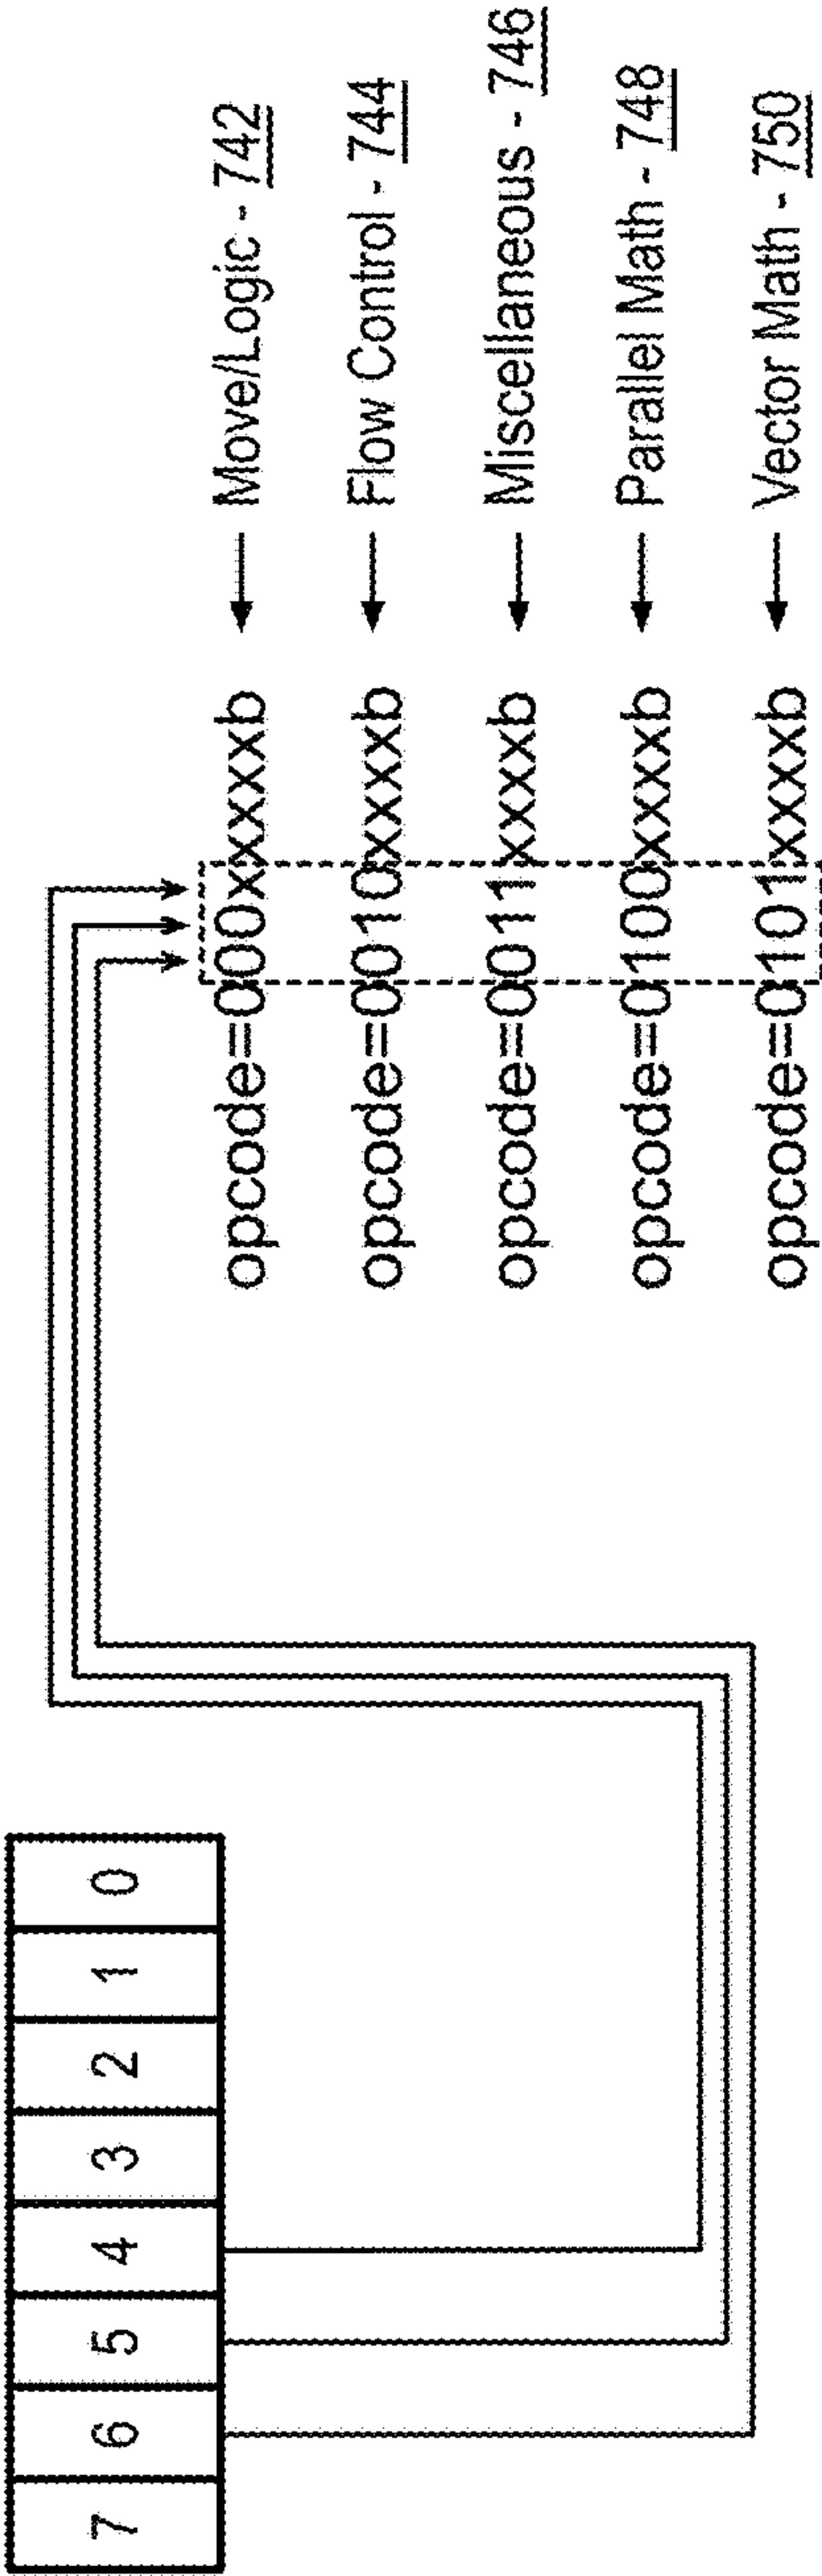 7 6 5 4 3 2 1 0
opcode=000xxxxxb ← Move/Logic - 742
opcode=0010xxxxb ← Flow Control - 744
opcode=0011xxxxb ← Miscellaneous - 746
opcode=0100xxxxb ← Parallel Math - 748
opcode=0101xxxxb ← Vector Math - 750